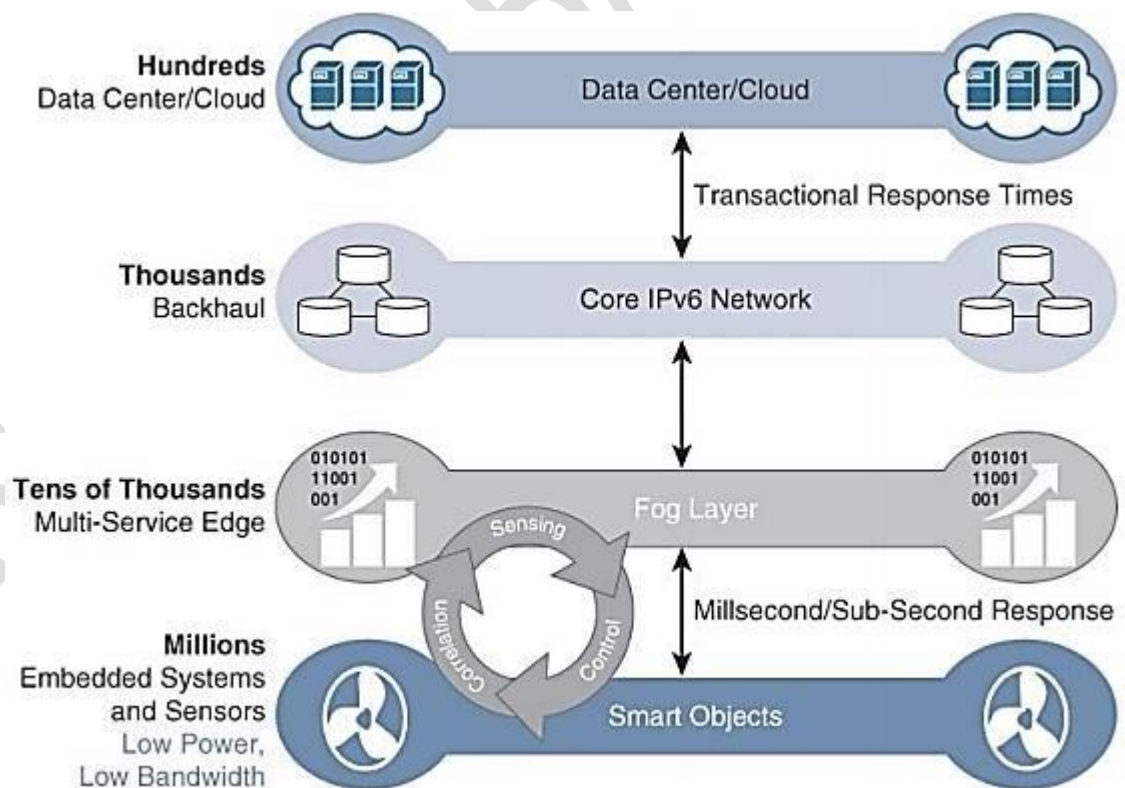 Hundreds
Data Center/Cloud
Data Center/Cloud
Transactional Response Times
Thousands
Backhaul
Core IPv6 Network
010101
11001
001
010101
11001
001
Tens of Thousands
Multi-Service Edge
Fog Layer
Sensing
Control
Correlation
Millsecond/Sub-Second Response
Millions
Embedded Systems
and Sensors
Low Power,
Low Bandwidth
Smart Objects